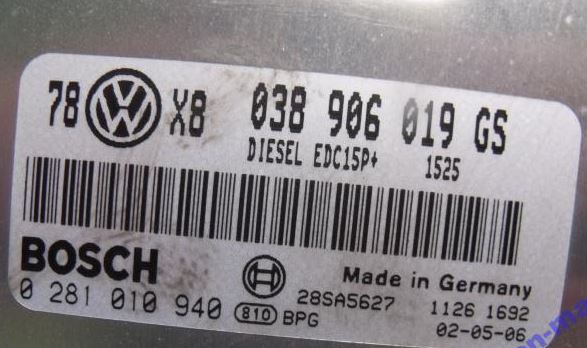 78 VW X8 038 906 019 GS
DIESEL EDC15P+ 1525
BOSCH
Made in Germany
0 281 010 940 810 BPG 28SA5627 1126 1692
02-05-06